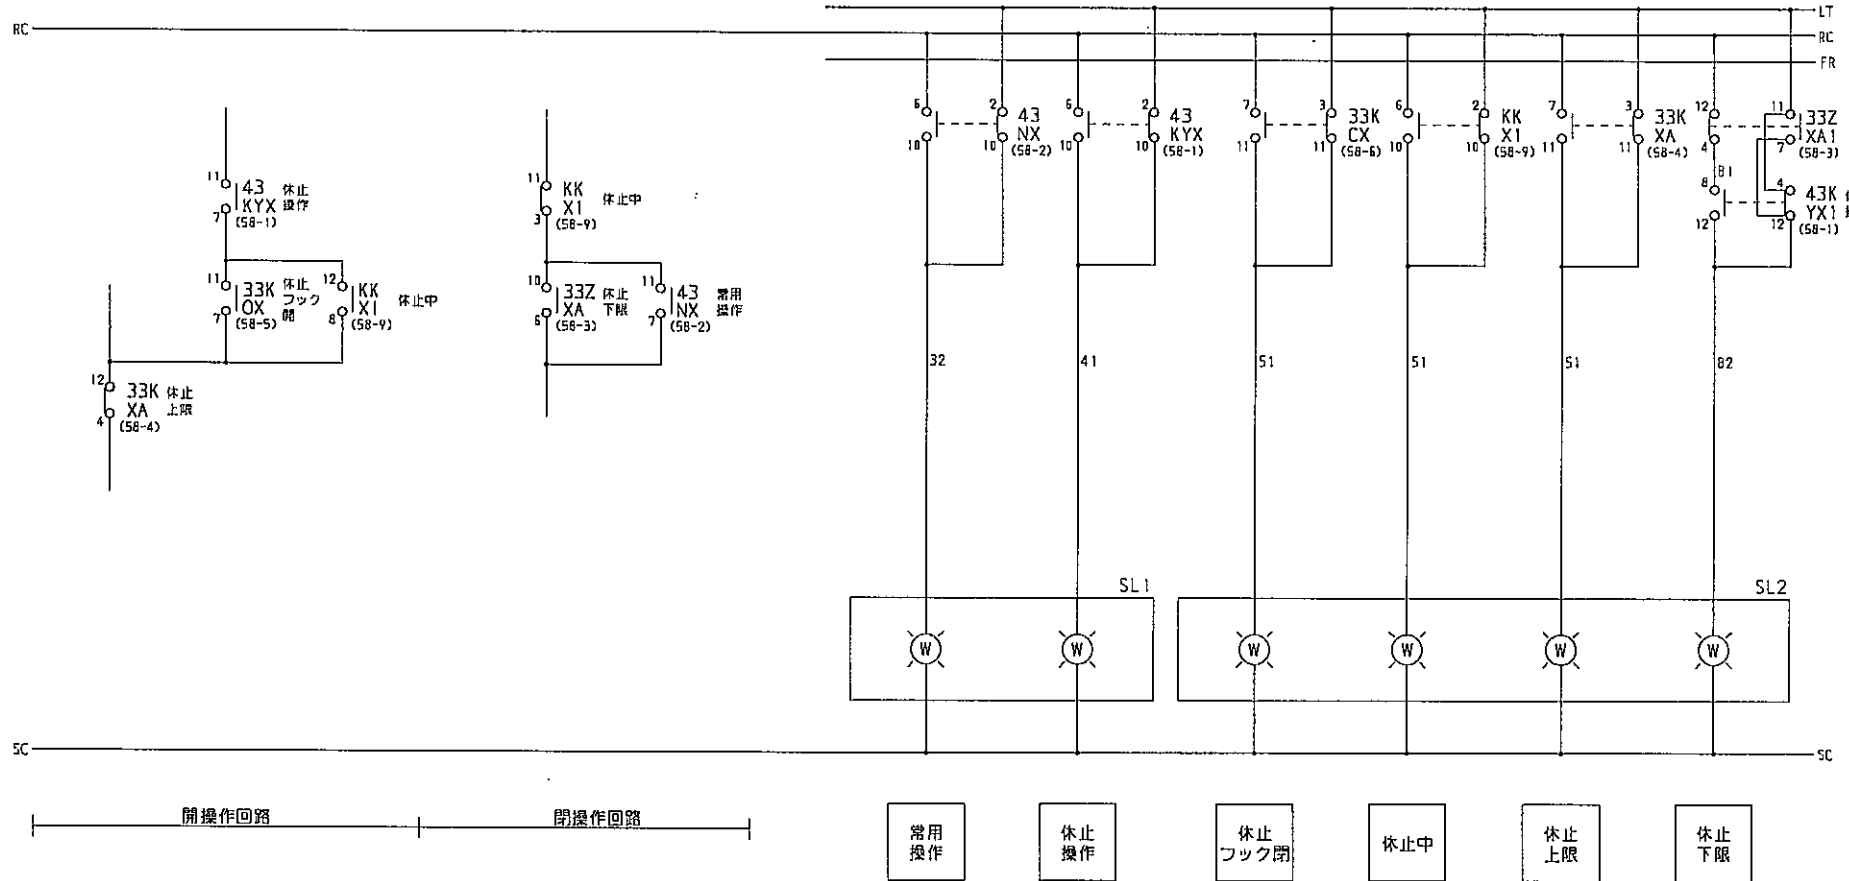 LT
RC
RC
FR
6
10
2
43
NX
10
(58-2)
6
10
2
43
KYX
10
(58-1)
7
11
3
33K
CX
11
(58-6)
6
10
2
KK
X1
10
(58-9)
7
11
3
33K
XA
11
(58-4)
12
4
11
33Z
XA1
7
(58-3)
81
8
12
4
43K
YX1
12
(58-1)
11
43 休止
KYX 操作
7
(58-1)
11
33K 休止
OX フック
開
7
(58-5)
12
KK
X1 休止中
8
(58-9)
12
33K 休止
XA 上限
4
(58-4)
11
KK
X1 休止中
3
(58-9)
10
33Z 休止
XA 下限
6
(58-3)
11
43 常用
NX 操作
7
(58-2)
32
41
51
51
51
82
SL1
SL2
W
W
W
W
W
W
SC
SC
開操作回路
閉操作回路
常用
操作
休止
操作
休止
フック閉
休止中
休止
上限
休止
下限